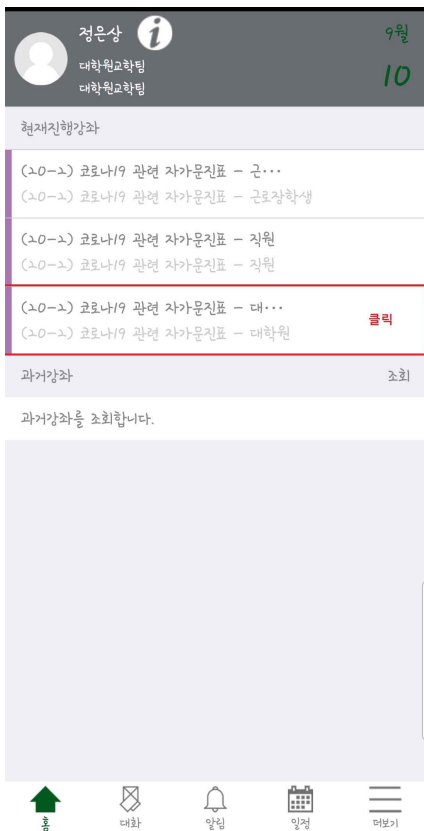 정은상 i
9월
대학원교학팀
10
대학원교학팀
현재진행강좌
(20-2) 코로나19 관련 자가문진표 - 근...
(20-2) 코로나19 관련 자가문진표 - 근로장학생
(20-2) 코로나19 관련 자가문진표 - 직원
(20-2) 코로나19 관련 자가문진표 - 직원
(20-2) 코로나19 관련 자가문진표 - 대...
클릭
(20-2) 코로나19 관련 자가문진표 - 대학원
과거강좌 조회
과거강좌를 조회합니다.
홈 대화 알림 일정 더보기